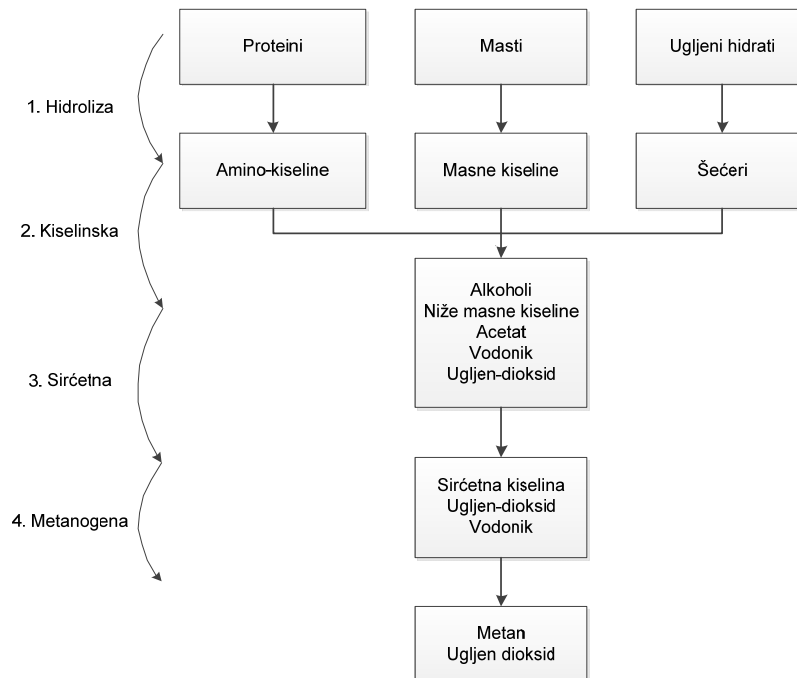 Proteini
Masti
Ugljeni hidrati
1. Hidroliza
Amino-kiseline
Masne kiseline
Šećeri
2. Kiselinska
Alkoholi
Niže masne kiseline
Acetat
Vodonik
Ugljen-dioksid
3. Sirćetna
Sirćetna kiselina
Ugljen-dioksid
Vodonik
4. Metanogena
Metan
Ugljen dioksid